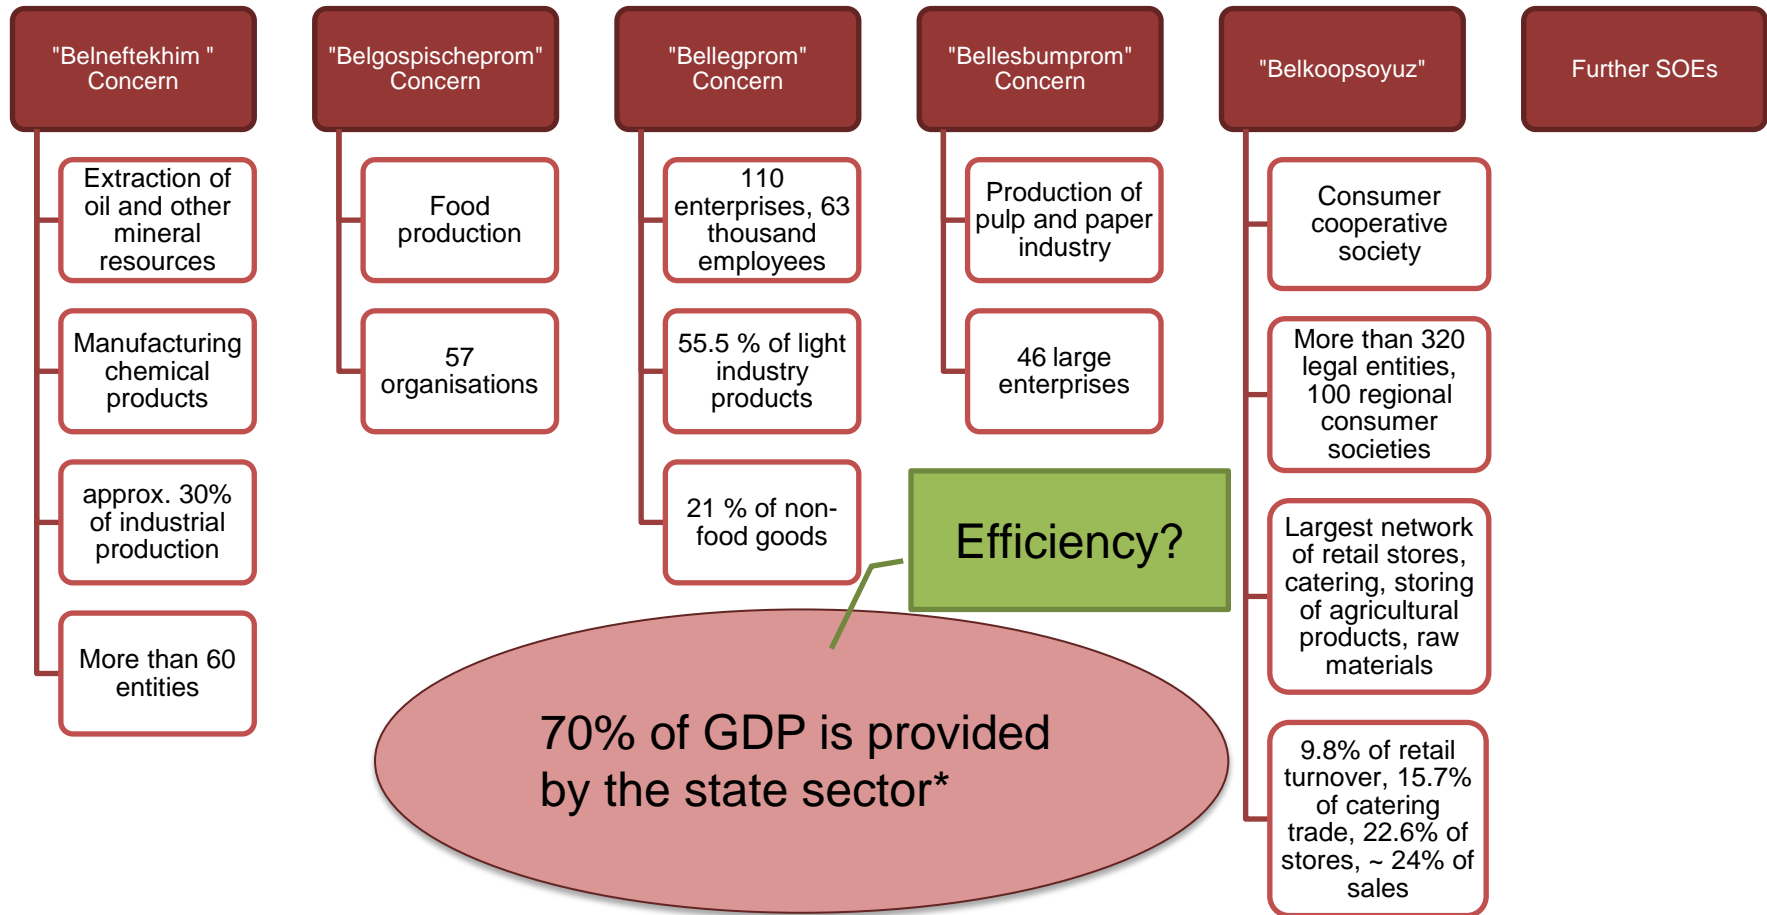 "Belneftekhim "
Concern
Extraction of
oil and other
mineral
resources
Manufacturing
chemical
products
approx. 30%
of industrial
production
More than 60
entities
"Belgospischeprom"
Concern
Food
production
57
organisations
"Bellegprom"
Concern
110
enterprises, 63
thousand
employees
55.5 % of light
industry
products
21 % of non-
food goods
"Bellesbumprom"
Concern
Production of
pulp and paper
industry
46 large
enterprises
"Belkoopsoyuz"
Consumer
cooperative
society
More than 320
legal entities,
100 regional
consumer
societies
Largest network
of retail stores,
catering, storing
of agricultural
products, raw
materials
9.8% of retail
turnover, 15.7%
of catering
trade, 22.6% of
stores, ~ 24% of
sales
Further SOEs
Efficiency?
70% of GDP is provided
by the state sector*